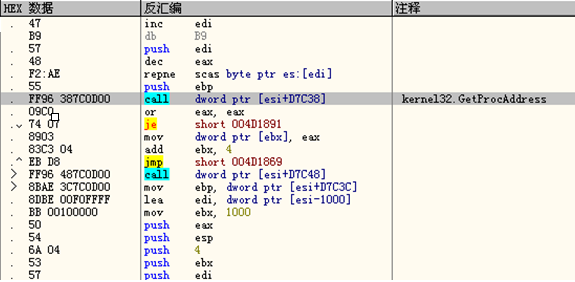 HEX 数据 反汇编 注释
. 47 inc edi
. B9 db B9
. 57 push edi
. 48 dec eax
. F2:AE repne scas byte ptr es:[edi]
. 55 push ebp
. FF96 387C0D00 call dword ptr [esi+D7C38] kernel32.GetProcAddress
. 09C0 or eax, eax
. 74 07 je short 004D1891
. 8903 mov dword ptr [ebx], eax
. 83C3 04 add ebx, 4
.^ EB D8 jmp short 004D1869
> FF96 487C0D00 call dword ptr [esi+D7C48]
> 8BAE 3C7C0D00 mov ebp, dword ptr [esi+D7C3C]
. 8DBE 00F0FFFF lea edi, dword ptr [esi-1000]
. BB 00100000 mov ebx, 1000
. 50 push eax
. 54 push esp
. 6A 04 push 4
. 53 push ebx
. 57 push edi